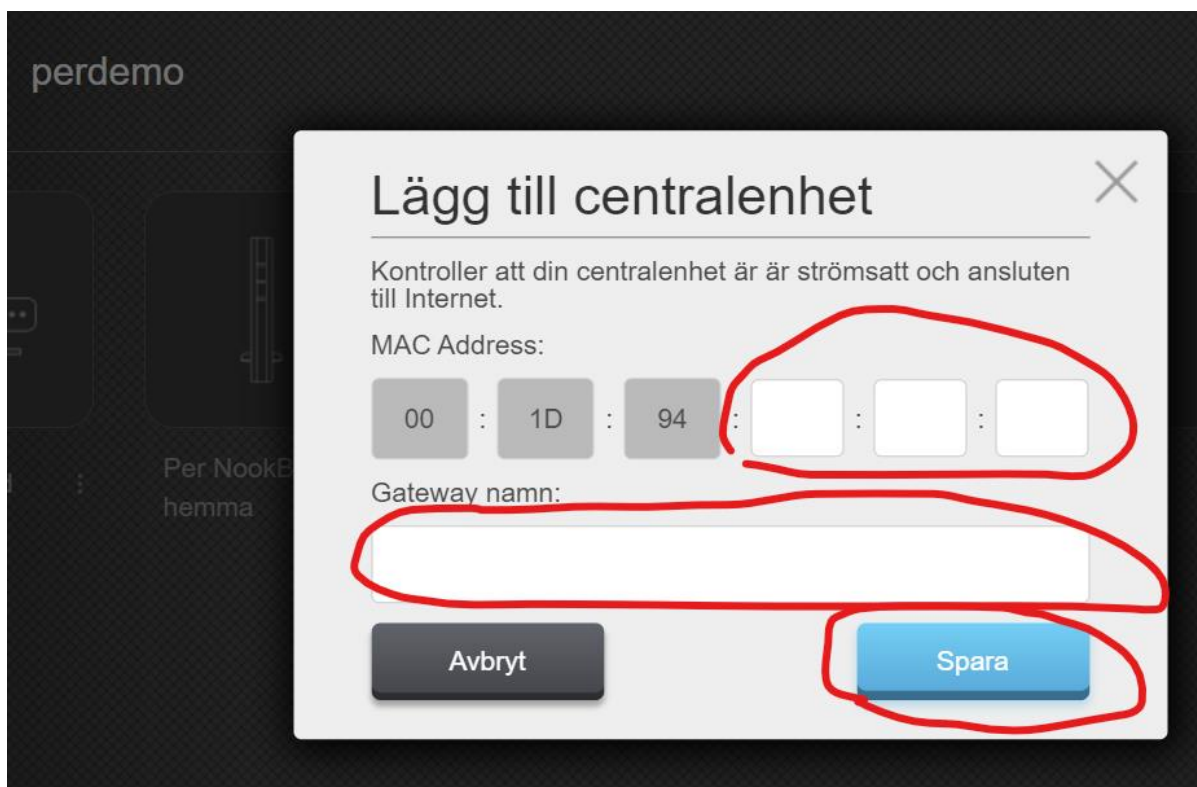 perdemo
Lägg till centralenhet
Kontroller att din centralenhet är är strömsatt och ansluten
till Internet.
MAC Address:
00 : 1D : 94 : : :
Per NookB
hemma
Gateway namn:
Avbryt
Spara